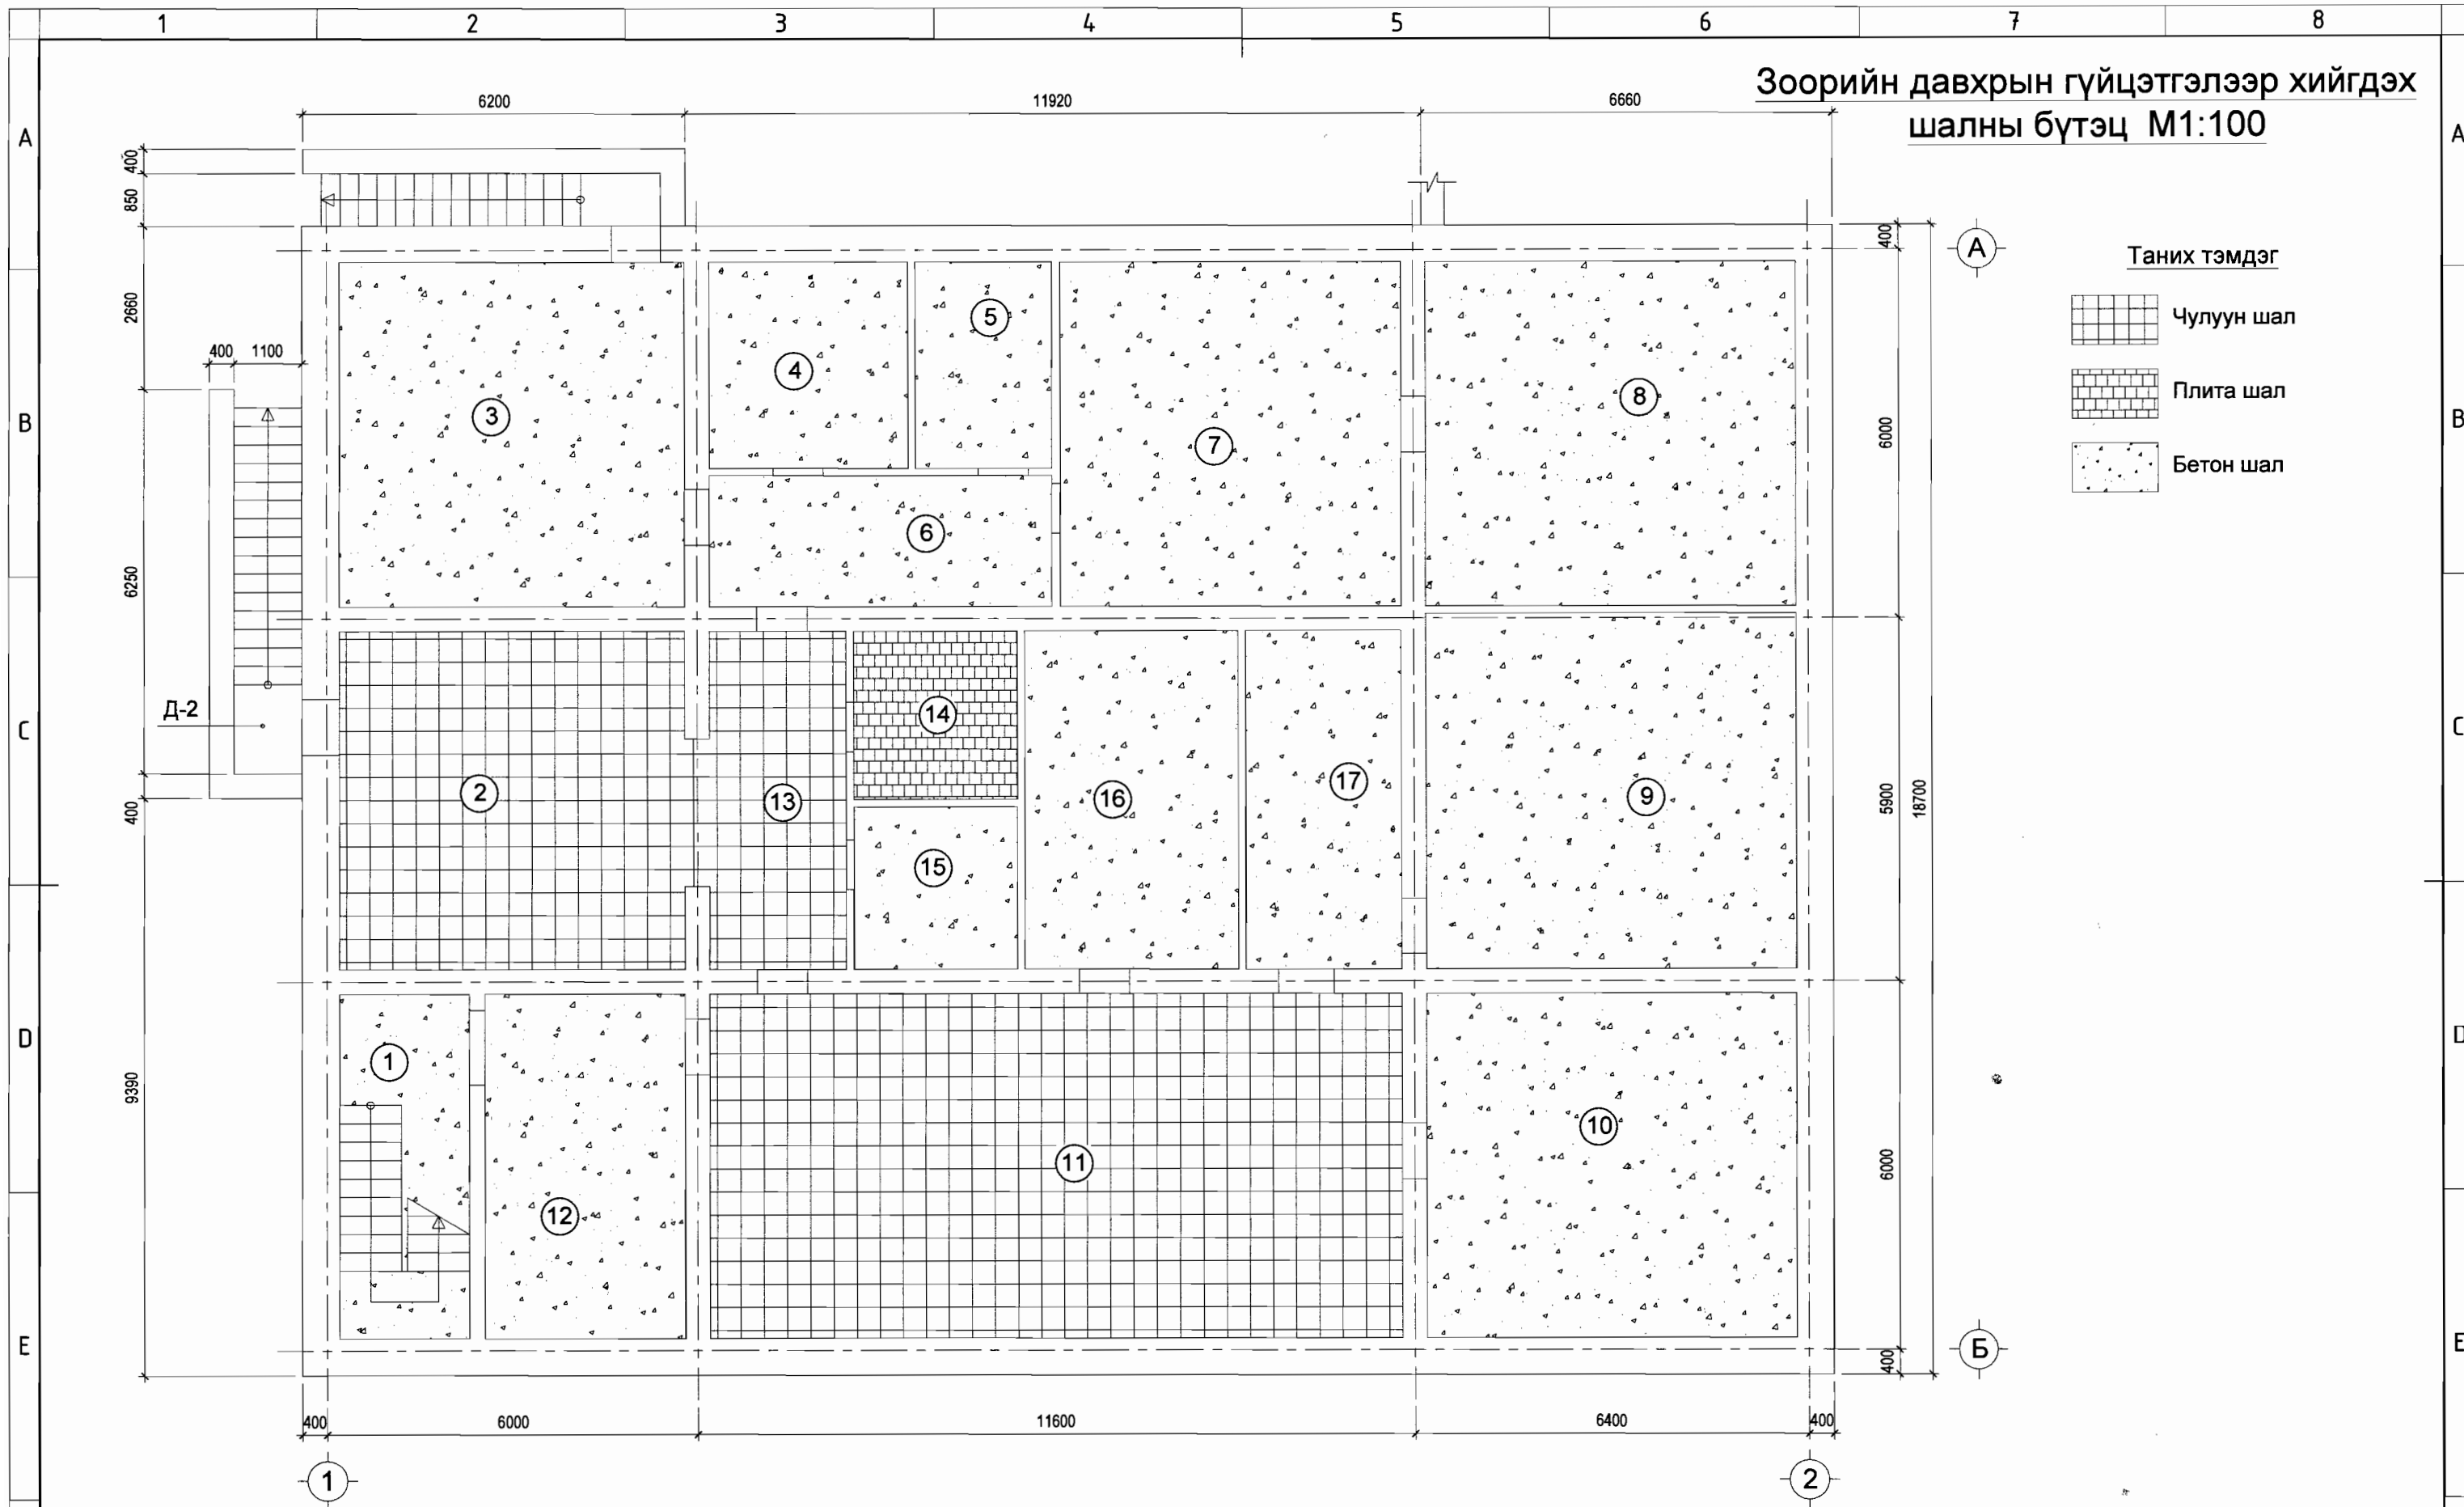 1 2 3 4 5 6 7 8
Зоорийн давхрын гүйцэтгэлээр хийгдэх
шалны бүтэц М1:100
6200 11920 6660
A A
400
850
400
А
Таних тэмдэг
2660
5
Чулуун шал
400 1100
4
8
Плита шал
B B
3
6000
7
Бетон шал
6
6250
Д-2
14
C C
2
13
16
17
9
5900
18700
400
15
D D
1
9390
10
11
6000
12
E E
400
Б
400 6000 11600 6400 400
1 2